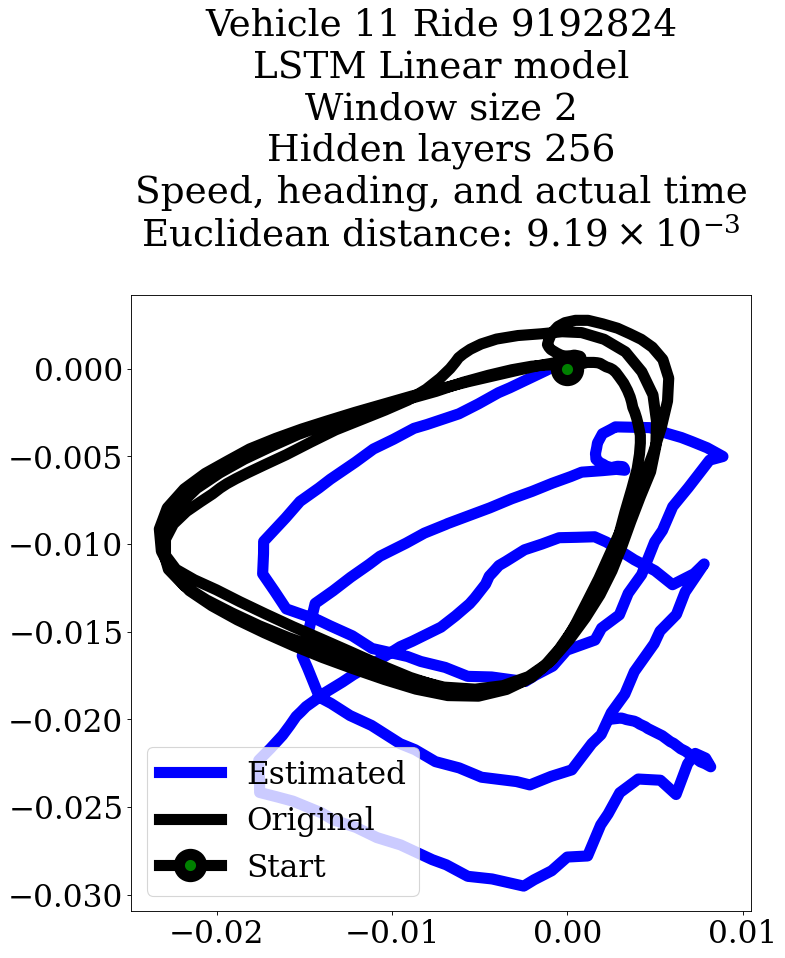 Vehicle 11 Ride 9192824
LSTM Linear model
Window size 2
Hidden layers 256
Speed, heading, and actual time
Euclidean distance: 9.19 × 10⁻³
0.000
−0.005
−0.010
−0.015
−0.020
−0.025
−0.030
Estimated
Original
Start
−0.02
−0.01
0.00
0.01